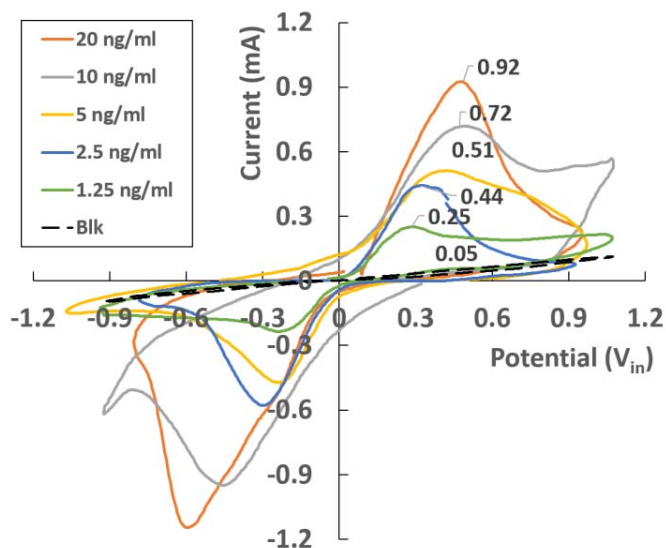 20 ng/ml
10 ng/ml
5 ng/ml
2.5 ng/ml
1.25 ng/ml
Blk
Current (mA)
1.2
0.9
0.6
0.3
0
-0.3
-0.6
-0.9
-1.2
0.92
0.72
0.51
0.44
0.25
0.05
-1.2 -0.9 -0.6 -0.3 0 0.3 0.6 0.9 1.2
Potential (Vin)